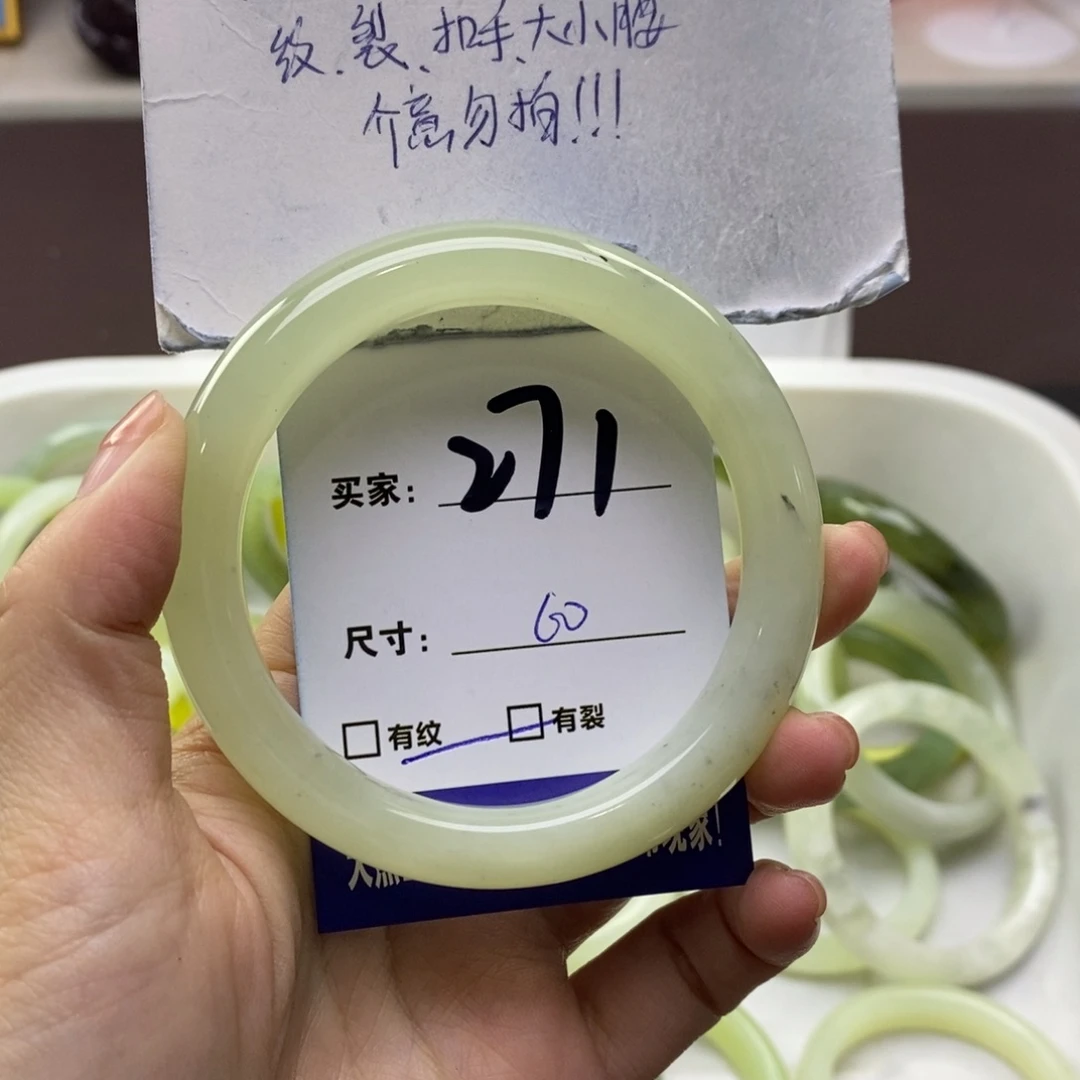 纹、裂、扣手、大小腰
介意勿拍!!!
买家: 271
尺寸: 60
□有纹 □有裂